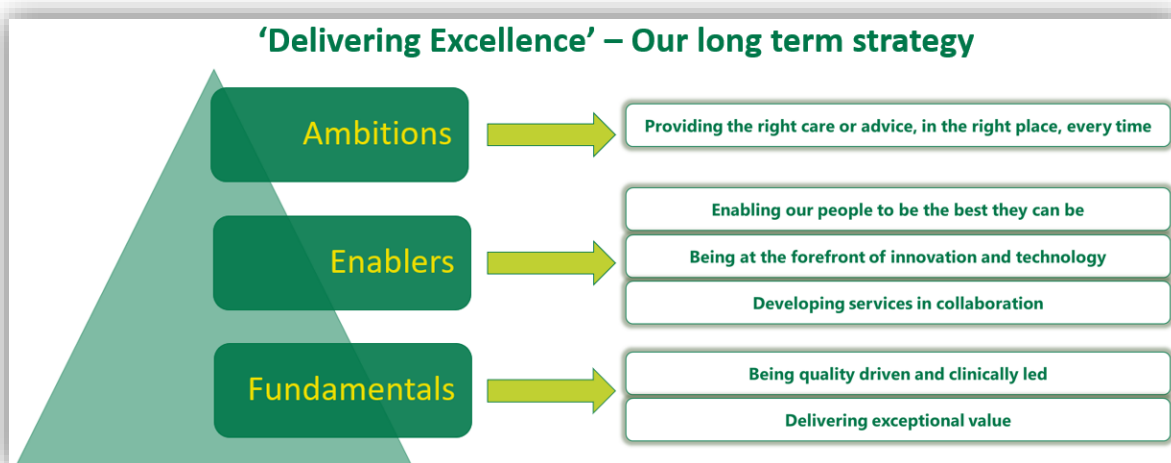 ‘Delivering Excellence’ – Our long term strategy
Ambitions
Providing the right care or advice, in the right place, every time
Enablers
Enabling our people to be the best they can be
Being at the forefront of innovation and technology
Developing services in collaboration
Fundamentals
Being quality driven and clinically led
Delivering exceptional value